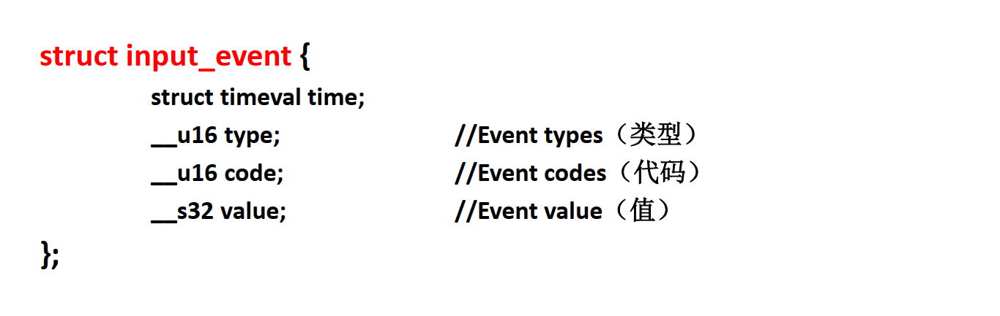 struct input_event {
struct timeval time;
__u16 type; //Event types（类型）
__u16 code; //Event codes（代码）
__s32 value; //Event value（值）
};